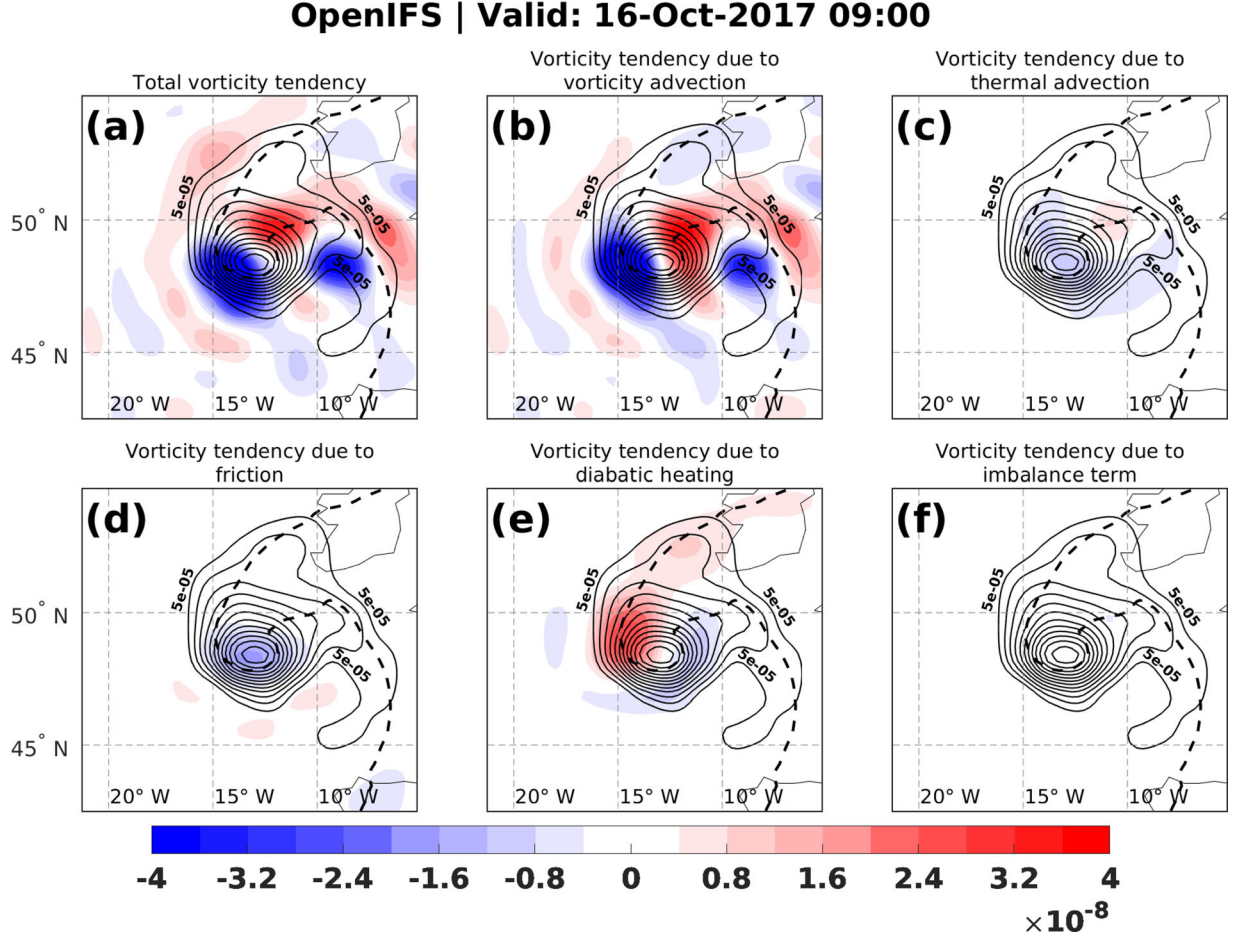 OpenIFS | Valid: 16-Oct-2017 09:00
Total vorticity tendency
Vorticity tendency due to
vorticity advection
Vorticity tendency due to
thermal advection
(a)
5e-05
5e-05
5e-05
50° N
45° N
20° W
15° W
10° W
(b)
5e-05
5e-05
5e-05
20° W
15° W
10° W
(c)
5e-05
5e-05
5e-05
20° W
15° W
10° W
Vorticity tendency due to
friction
Vorticity tendency due to
diabatic heating
Vorticity tendency due to
imbalance term
(d)
5e-05
5e-05
5e-05
50° N
45° N
20° W
15° W
10° W
(e)
5e-05
5e-05
5e-05
20° W
15° W
10° W
(f)
5e-05
5e-05
5e-05
20° W
15° W
10° W
-4 -3.2 -2.4 -1.6 -0.8 0 0.8 1.6 2.4 3.2 4
×10⁻⁸